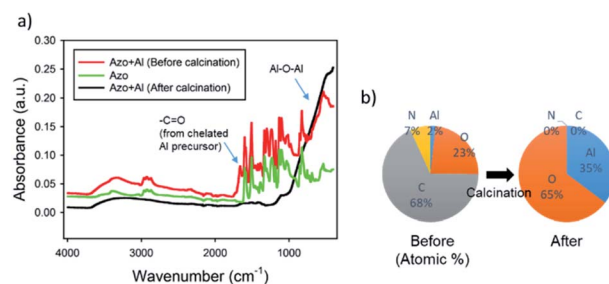 a)
0.30
0.25
0.20
0.15
0.10
0.05
0.00
Absorbance (a.u.)
Azo+Al (Before calcination)
Azo
Azo+Al (After calcination)
Al-O-Al
-C=O
(from chelated
Al precursor)
4000 3000 2000 1000
Wavenumber (cm-1)
b)
N
7%
Al
2%
O
23%
C
68%
Before
(Atomic %)
Calcination
N
0%
C
0%
Al
35%
O
65%
After